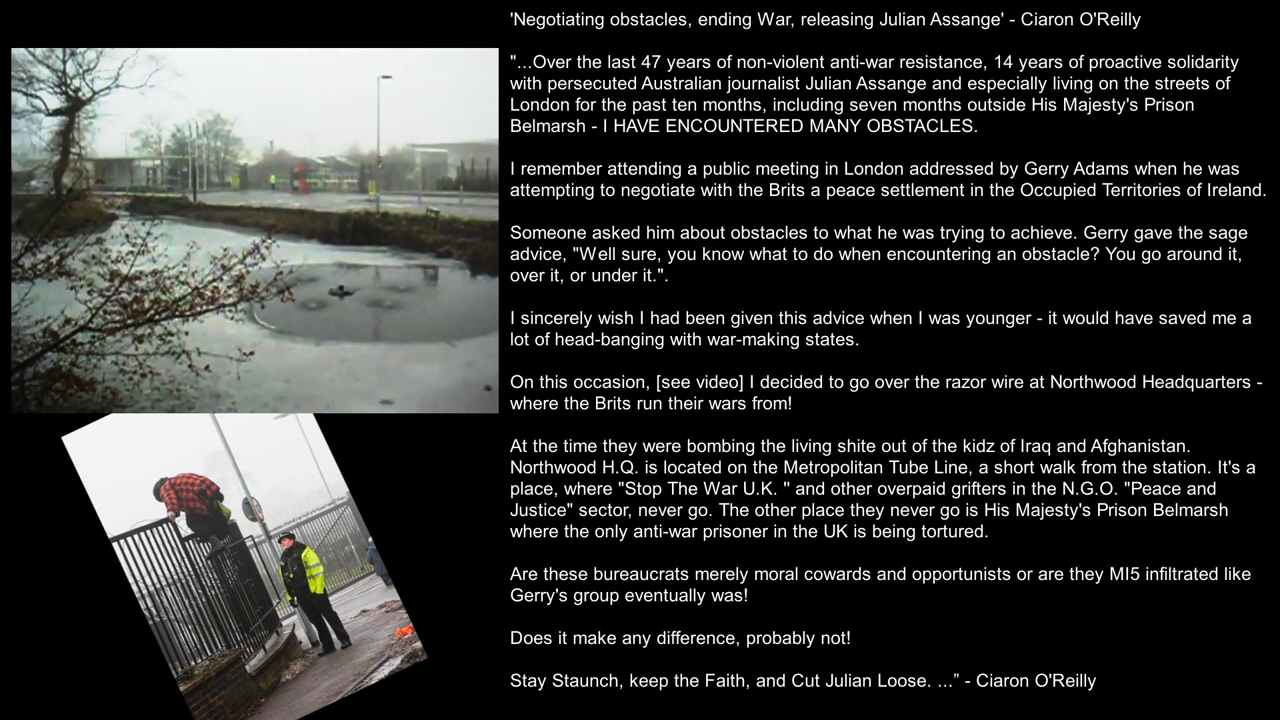 'Negotiating obstacles, ending War, releasing Julian Assange' - Ciaron O'Reilly
"...Over the last 47 years of non-violent anti-war resistance, 14 years of proactive solidarity
with persecuted Australian journalist Julian Assange and especially living on the streets of
London for the past ten months, including seven months outside His Majesty's Prison
Belmarsh - I HAVE ENCOUNTERED MANY OBSTACLES.
I remember attending a public meeting in London addressed by Gerry Adams when he was
attempting to negotiate with the Brits a peace settlement in the Occupied Territories of Ireland.
Someone asked him about obstacles to what he was trying to achieve. Gerry gave the sage
advice, "Well sure, you know what to do when encountering an obstacle? You go around it,
over it, or under it.".
I sincerely wish I had been given this advice when I was younger - it would have saved me a
lot of head-banging with war-making states.
On this occasion, [see video] I decided to go over the razor wire at Northwood Headquarters -
where the Brits run their wars from!
At the time they were bombing the living shite out of the kidz of Iraq and Afghanistan.
Northwood H.Q. is located on the Metropolitan Tube Line, a short walk from the station. It's a
place, where "Stop The War U.K. " and other overpaid grifters in the N.G.O. "Peace and
Justice" sector, never go. The other place they never go is His Majesty's Prison Belmarsh
where the only anti-war prisoner in the UK is being tortured.
Are these bureaucrats merely moral cowards and opportunists or are they MI5 infiltrated like
Gerry's group eventually was!
Does it make any difference, probably not!
Stay Staunch, keep the Faith, and Cut Julian Loose. ...” - Ciaron O'Reilly